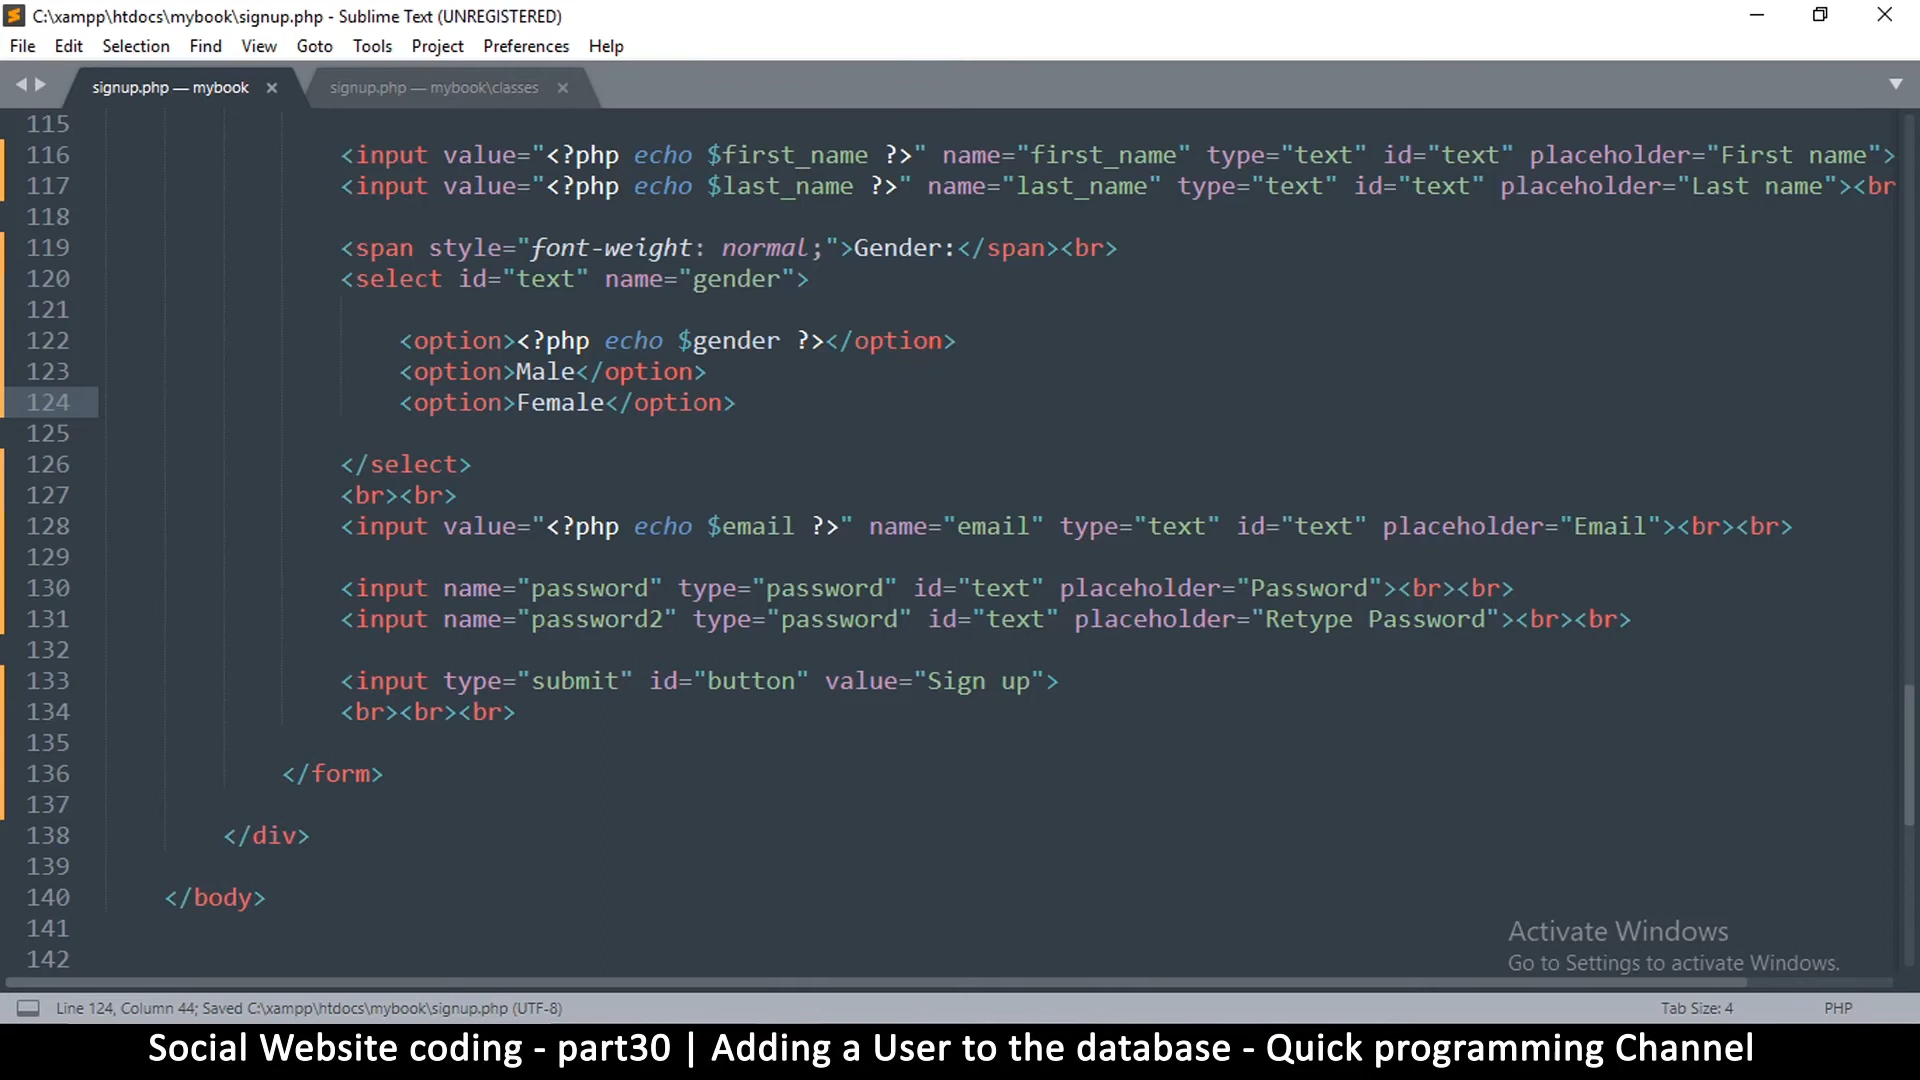 C:\xampp\htdocs\mybook\signup.php - Sublime Text (UNREGISTERED)
File Edit Selection Find View Goto Tools Project Preferences Help
signup.php — mybook signup.php — mybook\classes
115
116 <input value="<?php echo $first_name ?>" name="first_name" type="text" id="text" placeholder="First name">
117 <input value="<?php echo $last_name ?>" name="last_name" type="text" id="text" placeholder="Last name"><br
118
119 <span style="font-weight: normal;">Gender:</span><br>
120 <select id="text" name="gender">
121
122 <option><?php echo $gender ?></option>
123 <option>Male</option>
124 <option>Female</option>
125
126 </select>
127 <br><br>
128 <input value="<?php echo $email ?>" name="email" type="text" id="text" placeholder="Email"><br><br>
129
130 <input name="password" type="password" id="text" placeholder="Password"><br><br>
131 <input name="password2" type="password" id="text" placeholder="Retype Password"><br><br>
132
133 <input type="submit" id="button" value="Sign up">
134 <br><br><br>
135
136 </form>
137
138 </div>
139
140 </body>
141
142
Activate Windows
Go to Settings to activate Windows.
Line 124, Column 44; Saved C:\xampp\htdocs\mybook\signup.php (UTF-8) Tab Size: 4 PHP
Social Website coding - part30 | Adding a User to the database - Quick programming Channel